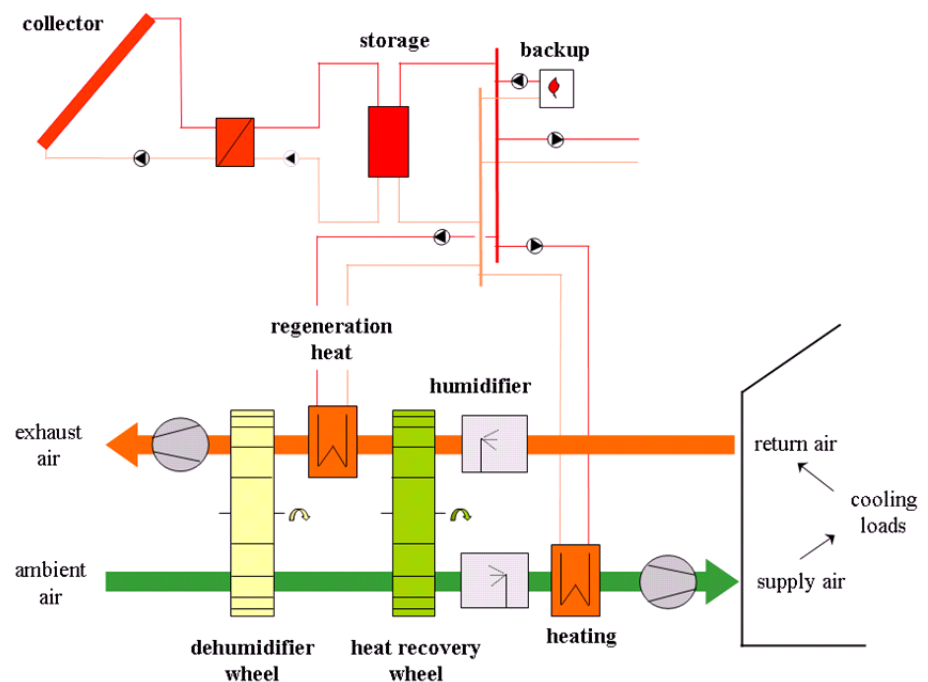 collector
storage
backup
regeneration
heat
humidifier
exhaust
air
return air
cooling
loads
ambient
air
supply air
dehumidifier
wheel
heat recovery
wheel
heating